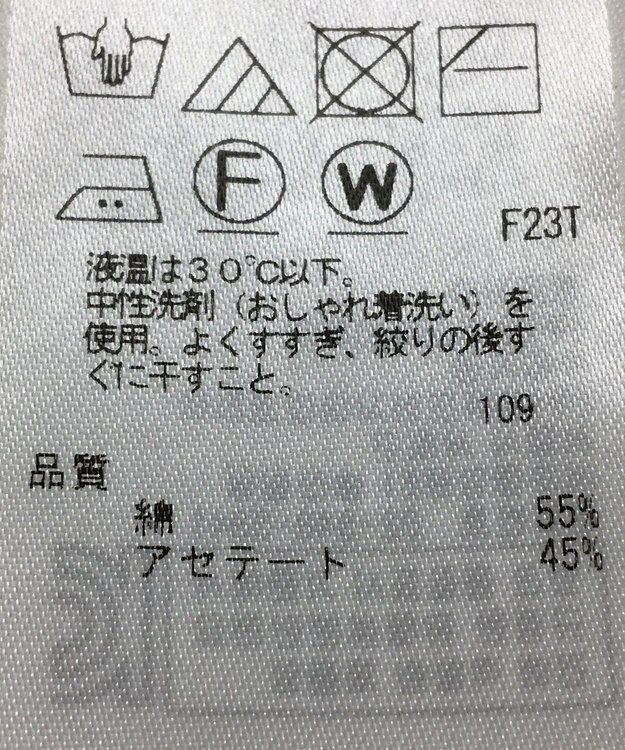 F W
F23T
液温は30℃以下。
中性洗剤（おしゃれ着洗い）を
使用。よくすすぎ、絞りの後す
ぐに干すこと。
109
品質
綿 55%
アセテート 45%